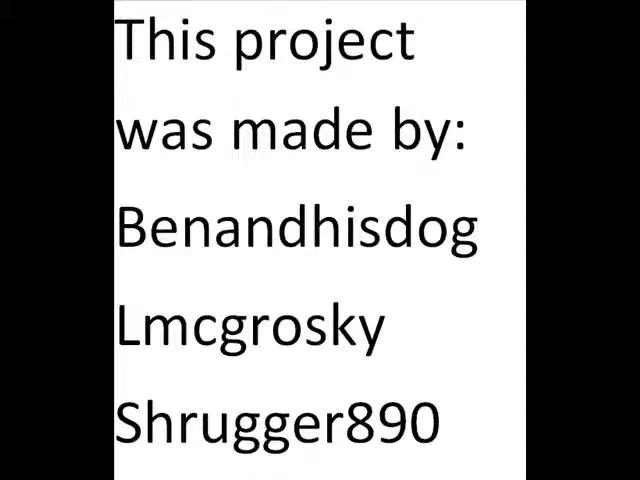 This project
was made by:
Benandhisdog
Lmcgrosky
Shrugger890